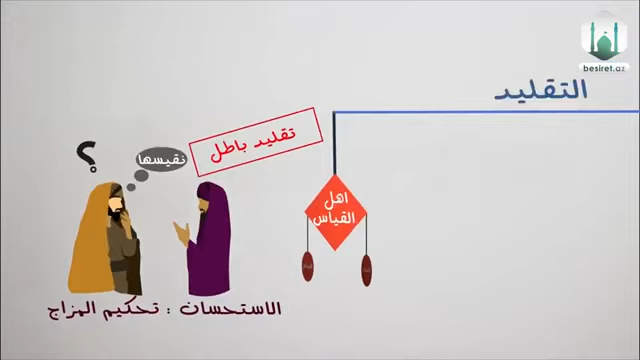 besiret.az
التقليد
تقليد باطل
؟
نقيسها
اهل
القياس
الاستحسان : تحكيم المزاج